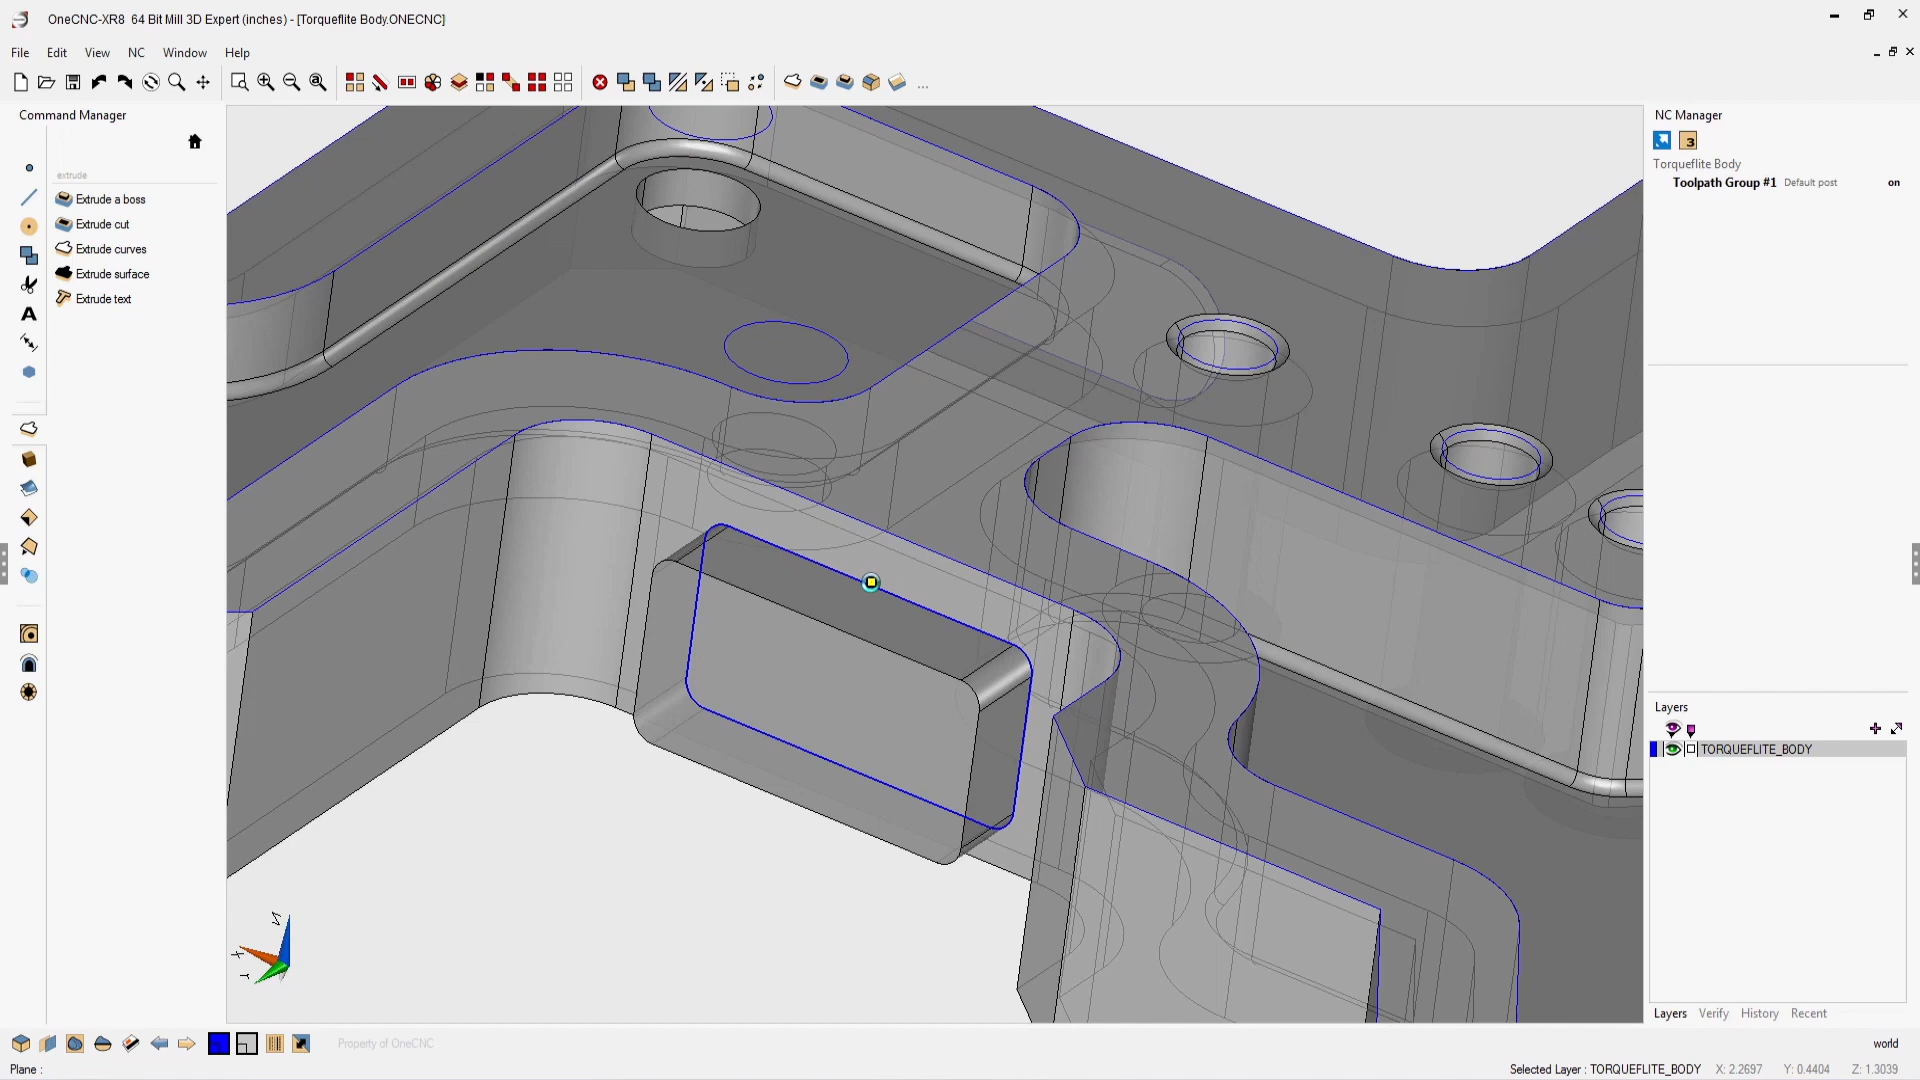 OneCNC-XR8  64 Bit Mill 3D Expert (inches) - [Torqueflite Body.ONECNC]
File Edit View NC Window Help
Command Manager
extrude
Extrude a boss
Extrude cut
Extrude curves
Extrude surface
Extrude text
A
Z
X
Y
NC Manager
3
Torqueflite Body
Toolpath Group #1 Default post on
Layers
TORQUEFLITE_BODY
Layers Verify History Recent
Property of OneCNC
world
Plane :
Selected Layer : TORQUEFLITE_BODY X: 2.2697 Y: 0.4404 Z: 1.3039